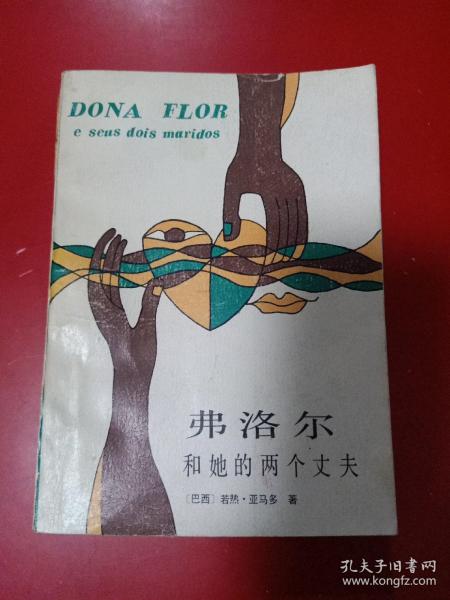 DONA FLOR
e seus dois maridos
弗洛尔
和她的两个丈夫
〔巴西〕若热·亚马多 著
孔夫子旧书网
www.kongfz.com